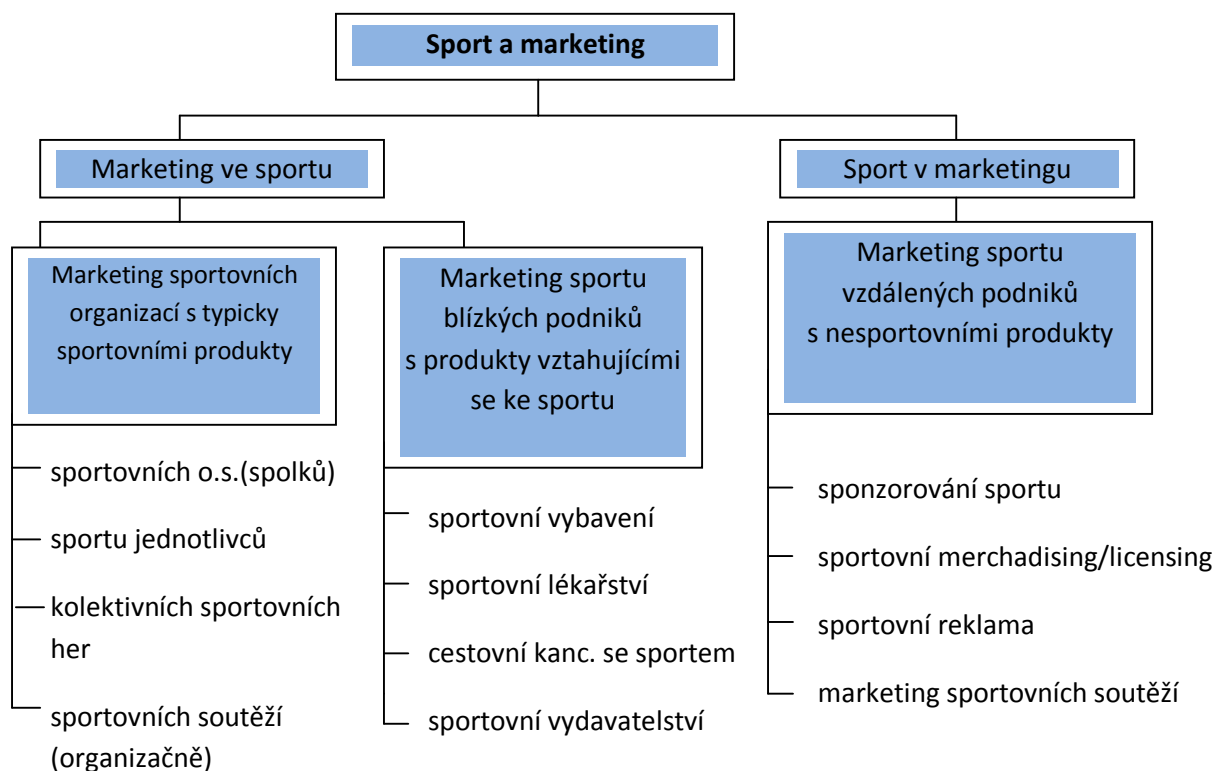 Sport a marketing
Marketing ve sportu
Sport v marketingu
Marketing sportovních
organizací s typicky
sportovními produkty
Marketing sportu
blízkých podniků
s produkty vztahujícími
se ke sportu
Marketing sportu
vzdálených podniků
s nesportovními produkty
sportovních o.s.(spolků)
sportu jednotlivců
kolektivních sportovních
her
sportovních soutěží
(organizačně)
sportovní vybavení
sportovní lékařství
cestovní kanc. se sportem
sportovní vydavatelství
sponzorování sportu
sportovní merchadising/licensing
sportovní reklama
marketing sportovních soutěží